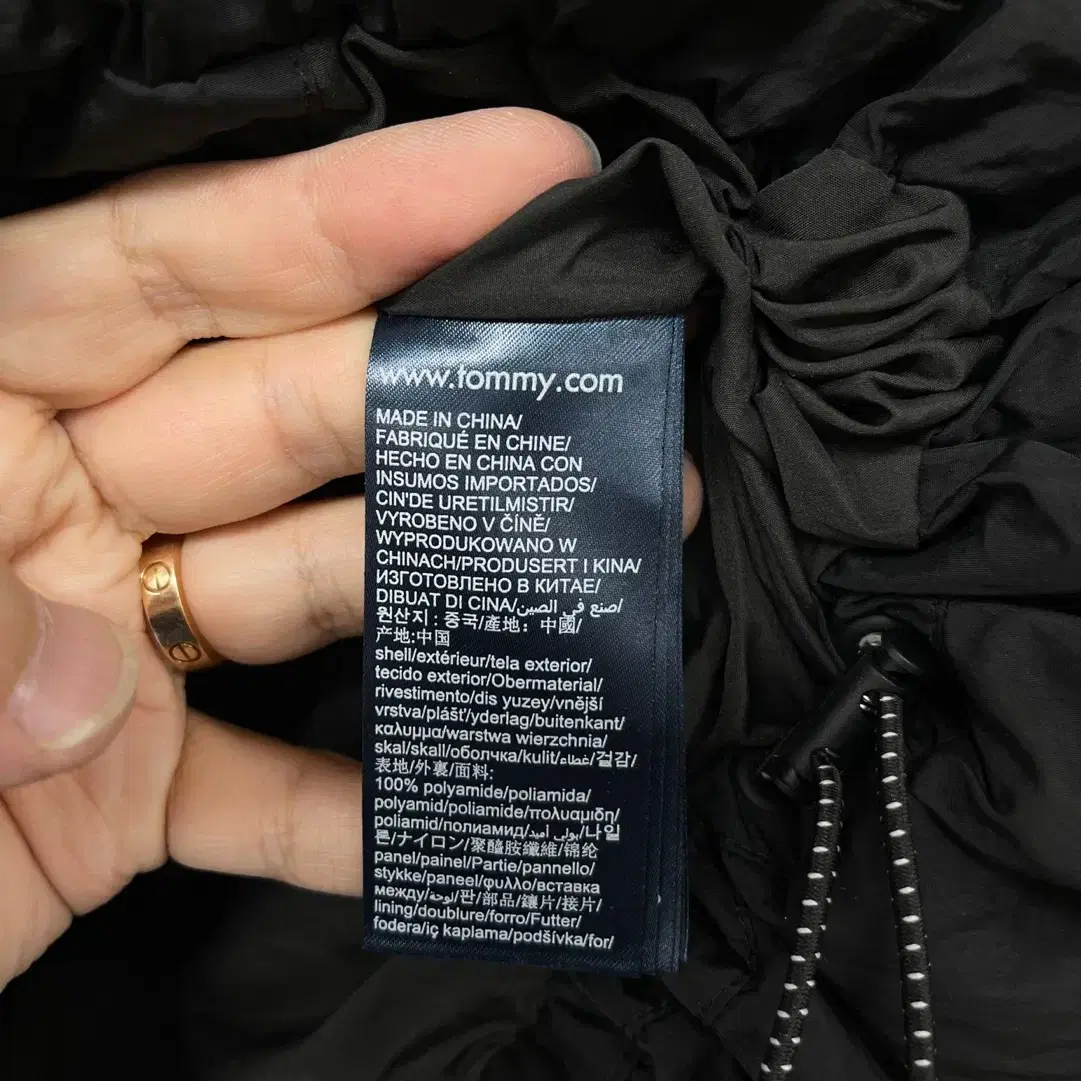 www.tommy.com
MADE IN CHINA/
FABRIQUÉ EN CHINE/
HECHO EN CHINA CON
INSUMOS IMPORTADOS/
CIN'DE URETILMISTIR/
VYROBENO V ČÍNĚ/
WYPRODUKOWANO W
CHINACH/PRODUSERT I KINA/
ИЗГОТОВЛЕНО В КИТАЕ/
DIBUAT DI CINA/صنع في الصين/
원산지 : 중국/產地：中國/
产地:中国
shell/extérieur/tela exterior/
tecido exterior/Obermaterial/
rivestimento/dis yuzey/vnější
vrstva/plášť/yderlag/buitenkant/
καλυμμα/warstwa wierzchnia/
skal/skall/оболчка/kulit/غطاء/겉감/
表地/外裏/面料:
100% polyamide/poliamida/
polyamid/poliamide/πολυαμιδη/
poliamid/полиамид/بولي أميد/나일
론/ナイロン/聚醯胺纖維/锦纶
panel/painel/Partie/pannello/
stykke/paneel/φυλλο/вставка
между/لوحة/판/部品/鑲片/接片/
lining/doublure/forro/Futter/
fodera/iç kaplama/podšívka/for/